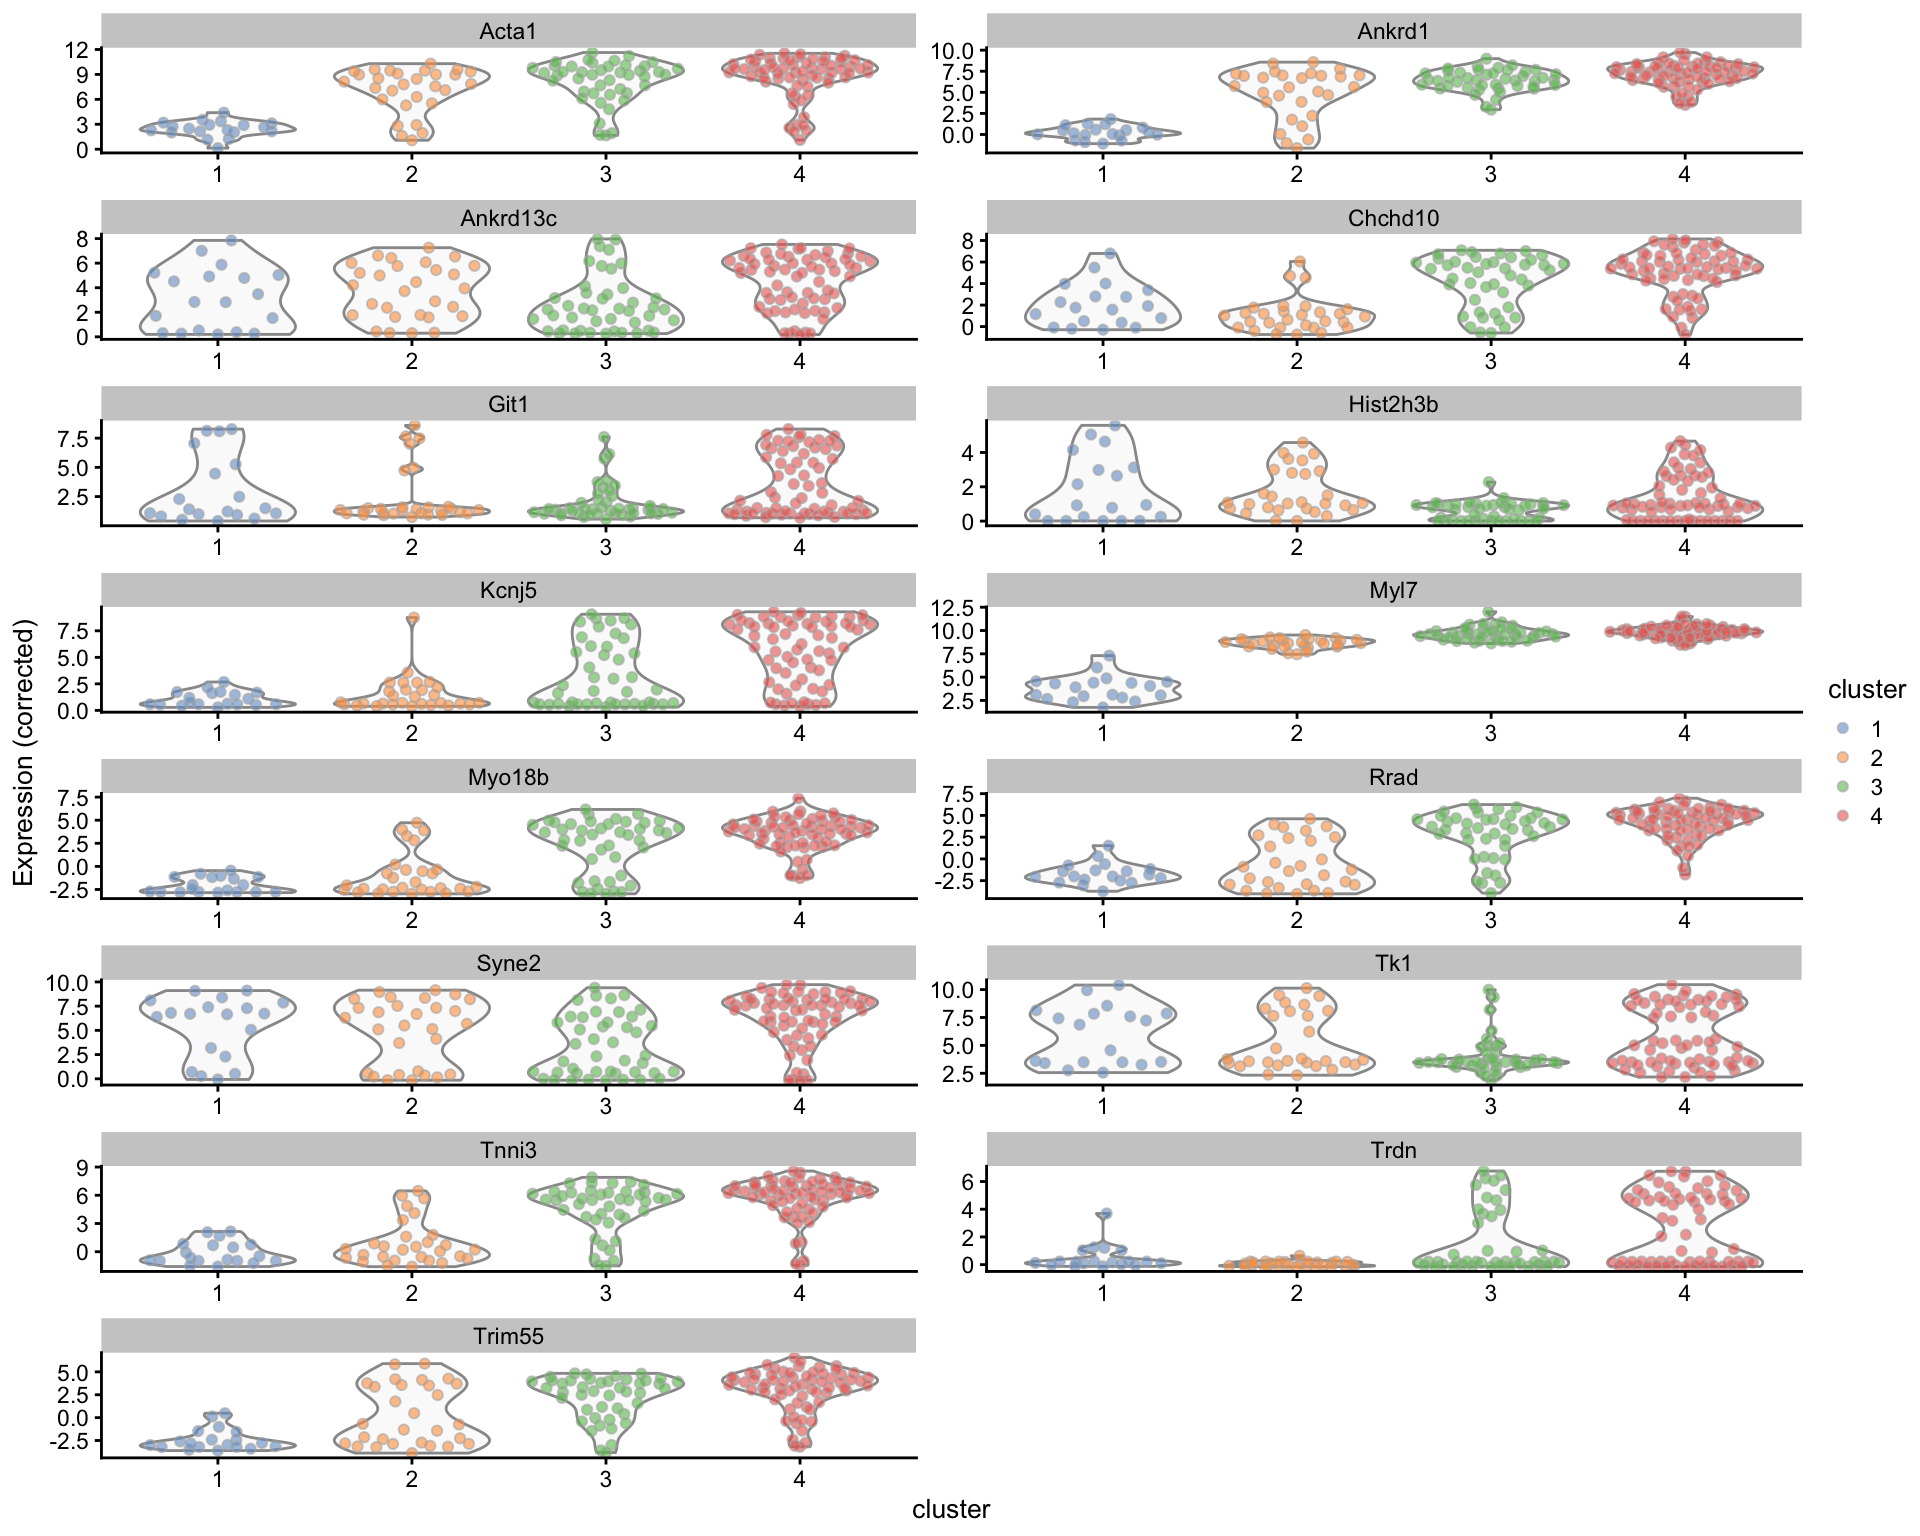 Acta1
12
9
6
3
0
1 2 3 4
Ankrd1
10.0
7.5
5.0
2.5
0.0
1 2 3 4
Ankrd13c
8
6
4
2
0
1 2 3 4
Chchd10
8
6
4
2
0
1 2 3 4
Git1
7.5
5.0
2.5
1 2 3 4
Hist2h3b
4
2
0
1 2 3 4
Kcnj5
7.5
5.0
2.5
0.0
1 2 3 4
Myl7
12.5
10.0
7.5
5.0
2.5
1 2 3 4
Myo18b
7.5
5.0
2.5
0.0
-2.5
1 2 3 4
Rrad
7.5
5.0
2.5
0.0
-2.5
1 2 3 4
Syne2
10.0
7.5
5.0
2.5
0.0
1 2 3 4
Tk1
10.0
7.5
5.0
2.5
1 2 3 4
Tnni3
9
6
3
0
1 2 3 4
Trdn
6
4
2
0
1 2 3 4
Trim55
5.0
2.5
0.0
-2.5
1 2 3 4
Expression (corrected)
cluster
cluster
1
2
3
4